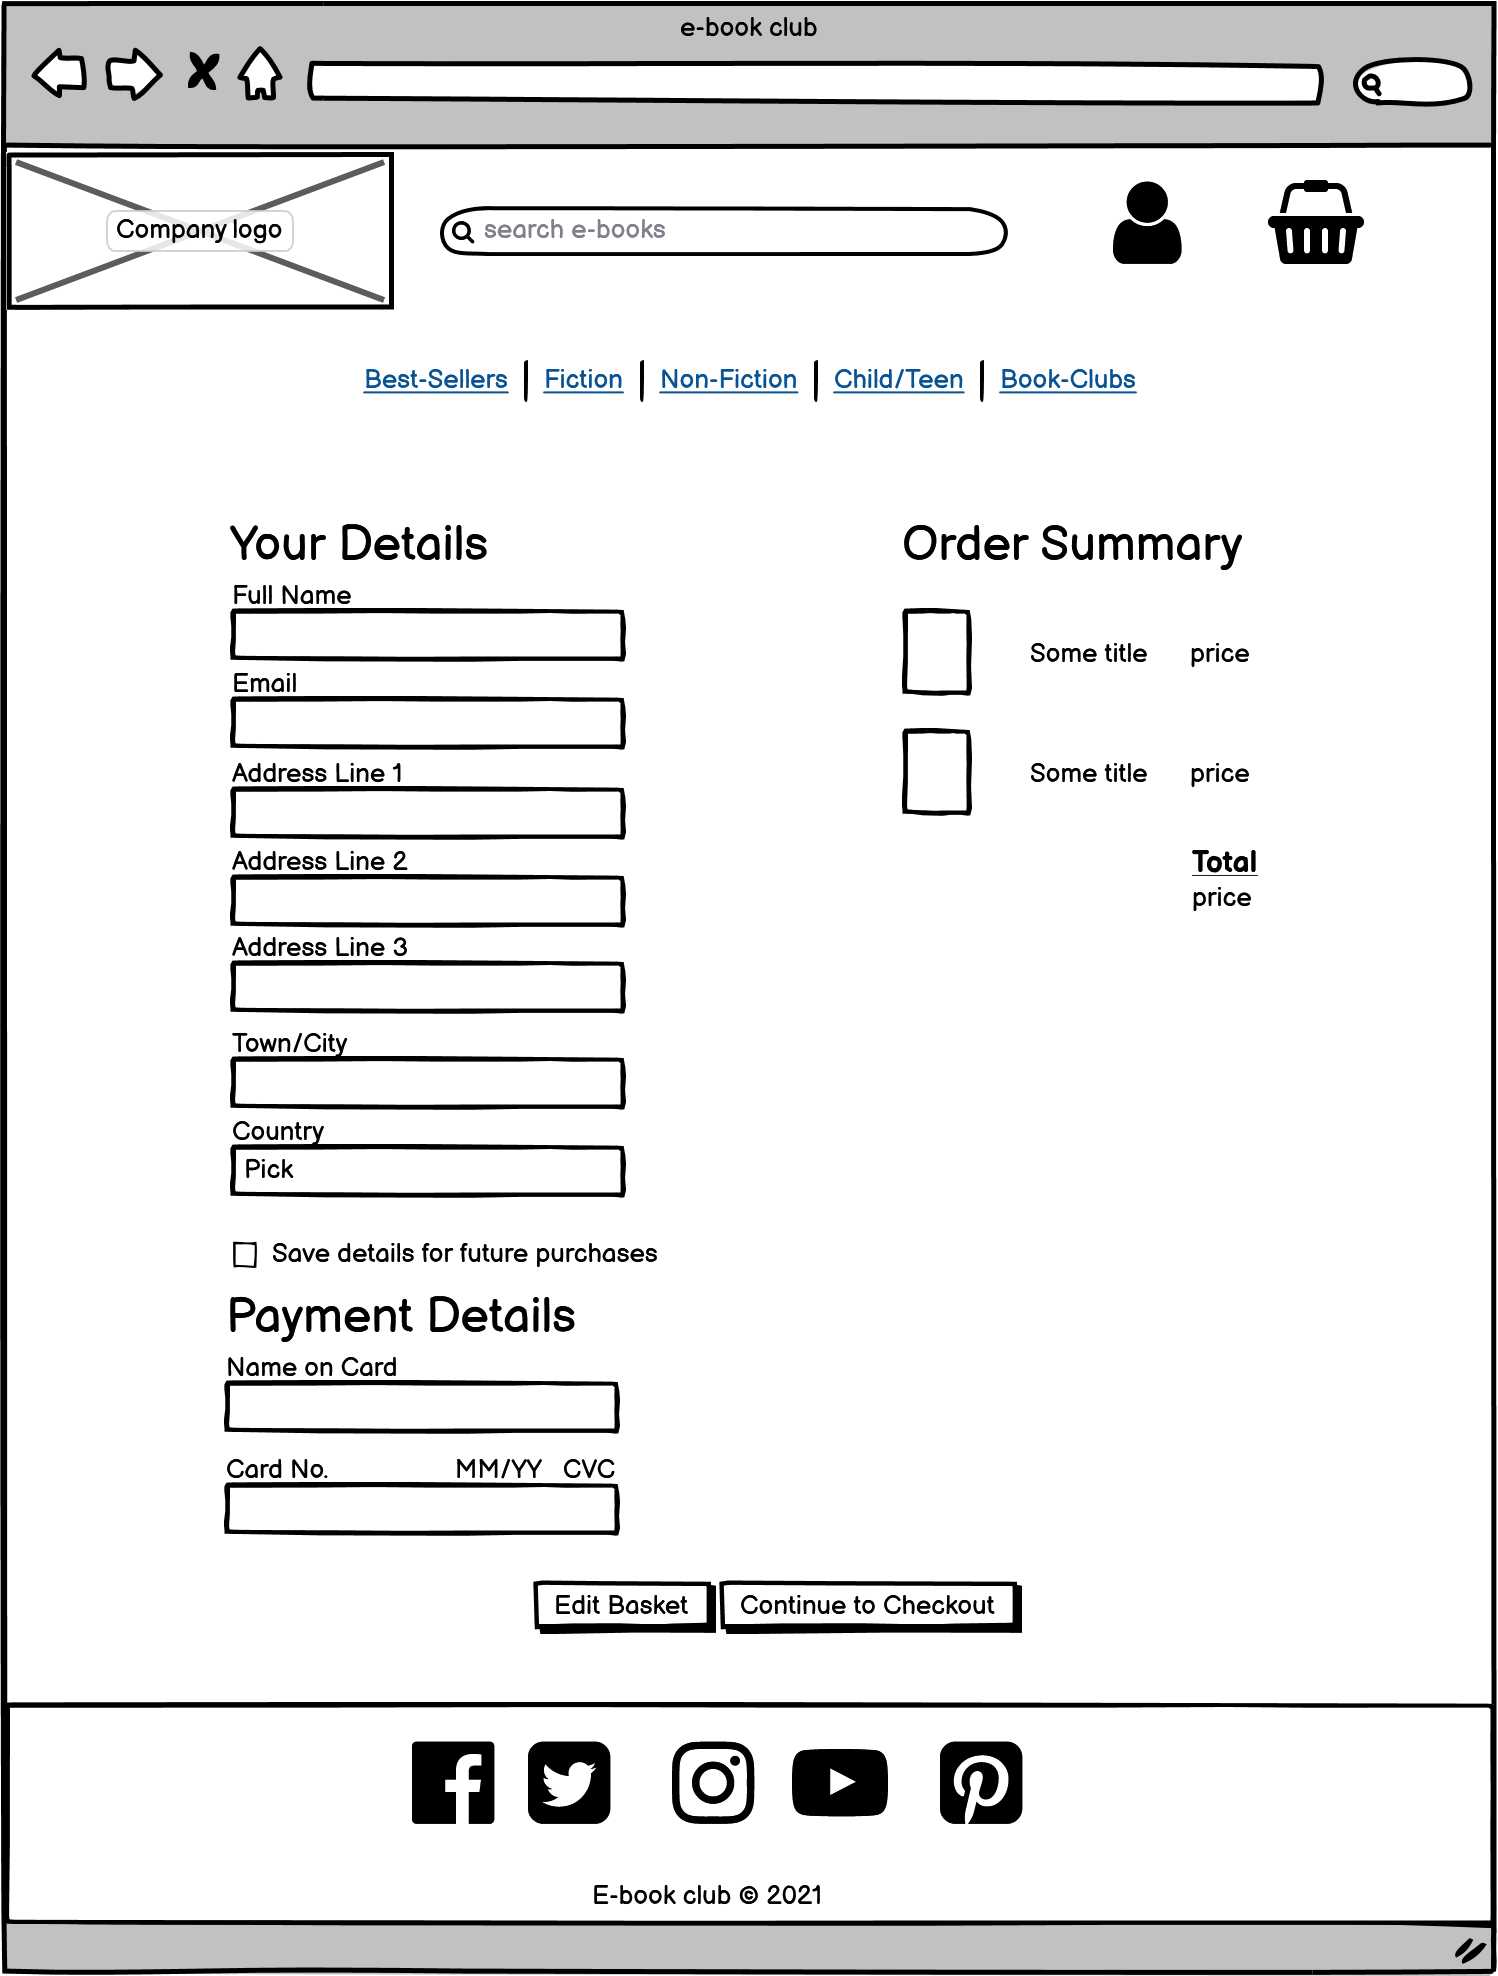 e-book club
Company logo
search e-books
Best-Sellers Fiction Non-Fiction Child/Teen Book-Clubs
Your Details
Full Name
Email
Address Line 1
Address Line 2
Address Line 3
Town/City
Country
Pick
Save details for future purchases
Order Summary
Some title price
Some title price
Total
price
Payment Details
Name on Card
Card No. MM/YY CVC
Edit Basket Continue to Checkout
E-book club © 2021